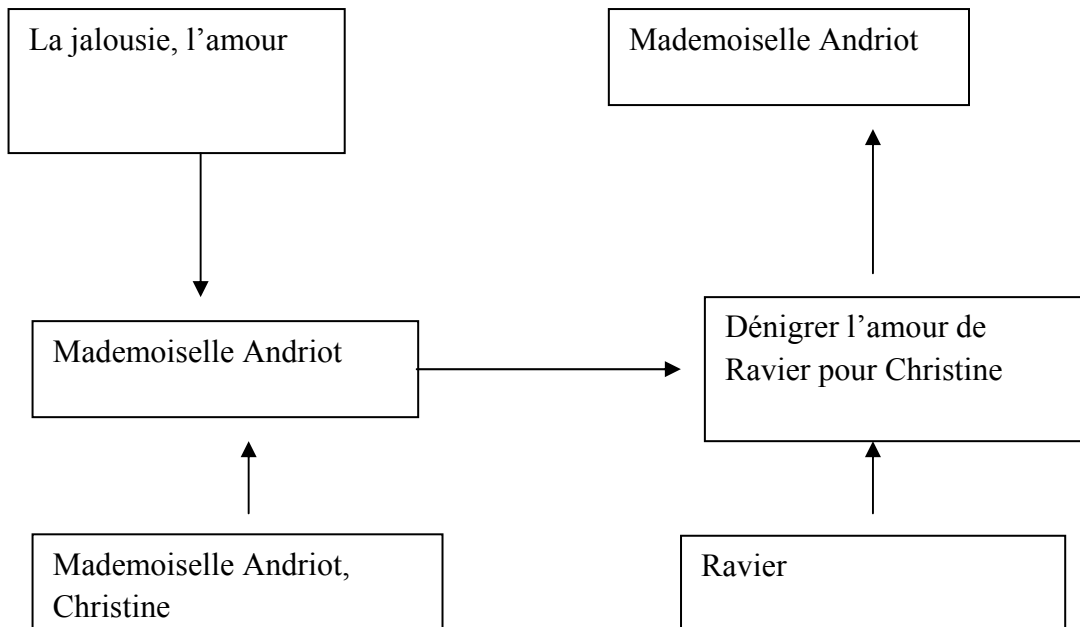 La jalousie, l’amour
Mademoiselle Andriot
Mademoiselle Andriot
Dénigrer l’amour de
Ravier pour Christine
Mademoiselle Andriot,
Christine
Ravier